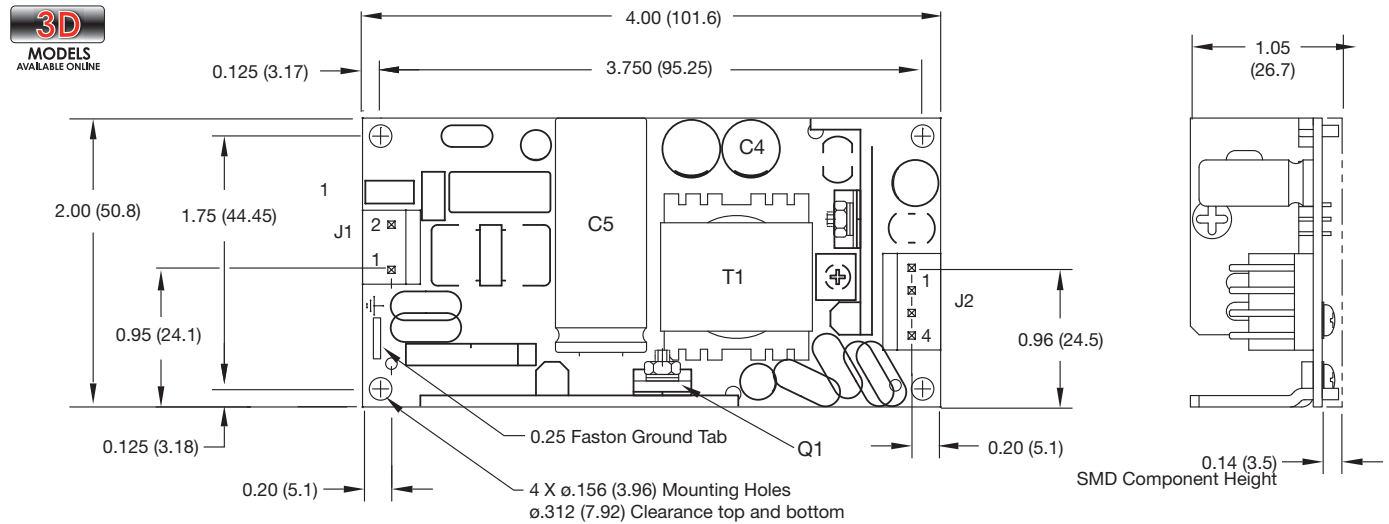 3D
MODELS
AVAILABLE ONLINE
4.00 (101.6)
0.125 (3.17)
3.750 (95.25)
1.05
(26.7)
2.00 (50.8)
1.75 (44.45)
1
J1
2
1
C5
C4
T1
1
J2
4
0.95 (24.1)
0.96 (24.5)
0.125 (3.18)
0.25 Faston Ground Tab
Q1
0.20 (5.1)
0.14 (3.5)
SMD Component Height
0.20 (5.1)
4 X ø.156 (3.96) Mounting Holes
ø.312 (7.92) Clearance top and bottom